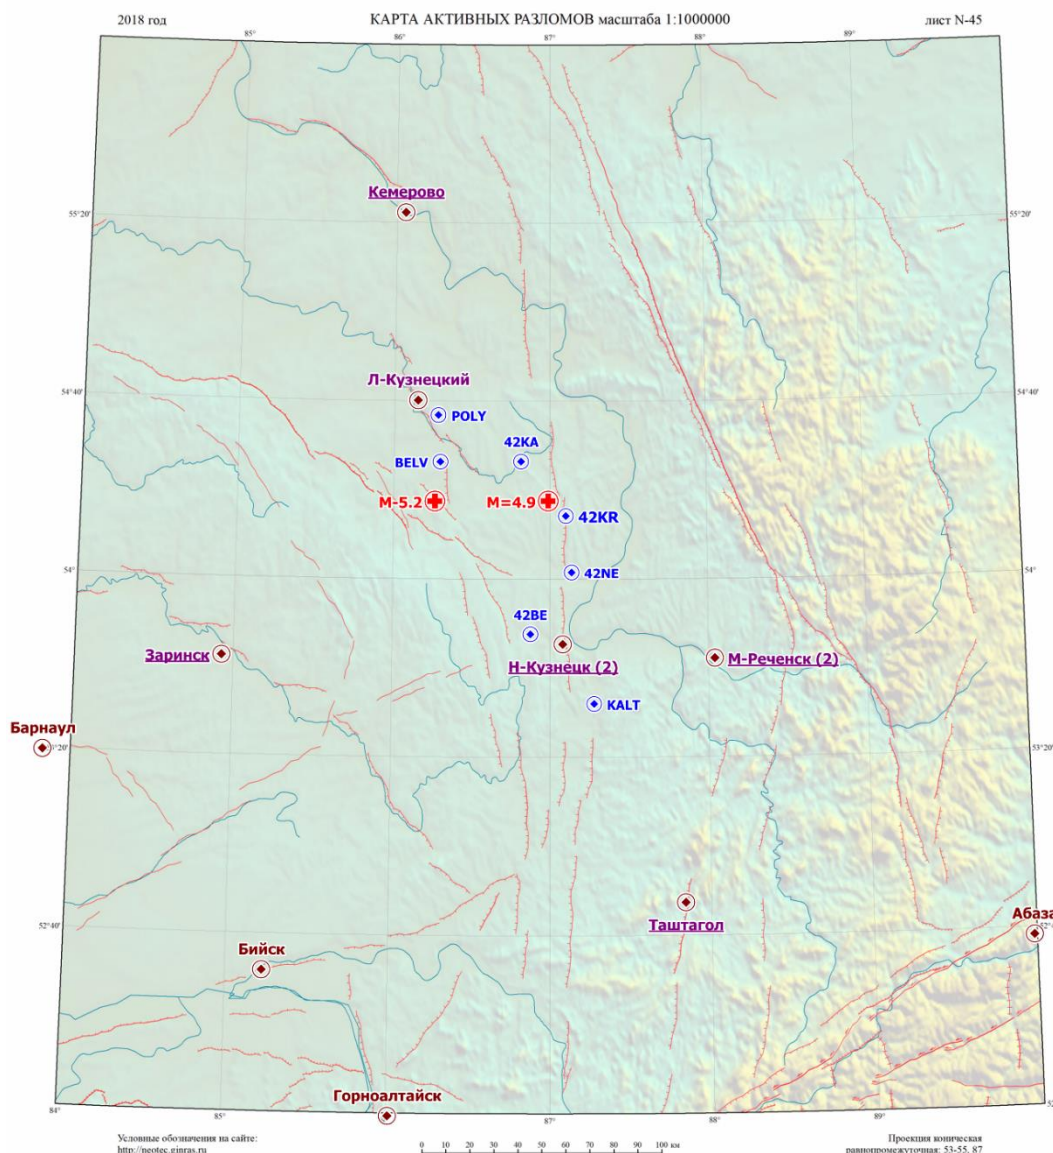 2018 год КАРТА АКТИВНЫХ РАЗЛОМОВ масштаба 1:1000000 лист N-45
85° 86° 87° 88° 89°
Кемерово
55°20' 55°20'
Л-Кузнецкий
54°40' 54°40'
POLY
42KA
BELV
M-5.2 M=4.9
42KR
54° 54°
42NE
42BE
Заринск Н-Кузнецк (2) М-Реченск (2)
KALT
Барнаул
53°20'
Таштагол
Абаза
52°40'
Бийск
Горноалтайск
84° 85° 87° 88° 89°
Условные обозначения на сайте:
http://neotec.ginras.ru
0 10 20 30 40 50 60 70 80 90 100 км
Проекция коническая
равнопромежуточная: 53-55, 87